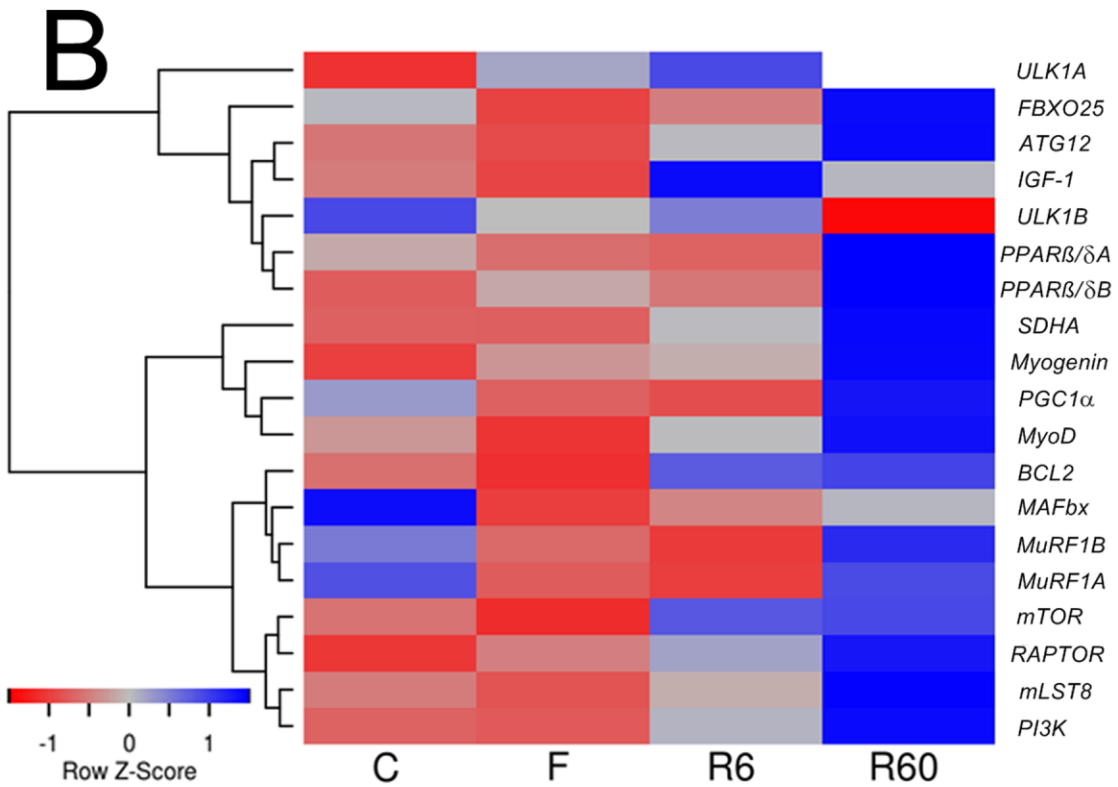 B
ULK1A
FBXO25
ATG12
IGF-1
ULK1B
PPARß/δA
PPARß/δB
SDHA
Myogenin
PGC1α
MyoD
BCL2
MAFbx
MuRF1B
MuRF1A
mTOR
RAPTOR
mLST8
PI3K
-1 0 1
Row Z-Score
C F R6 R60